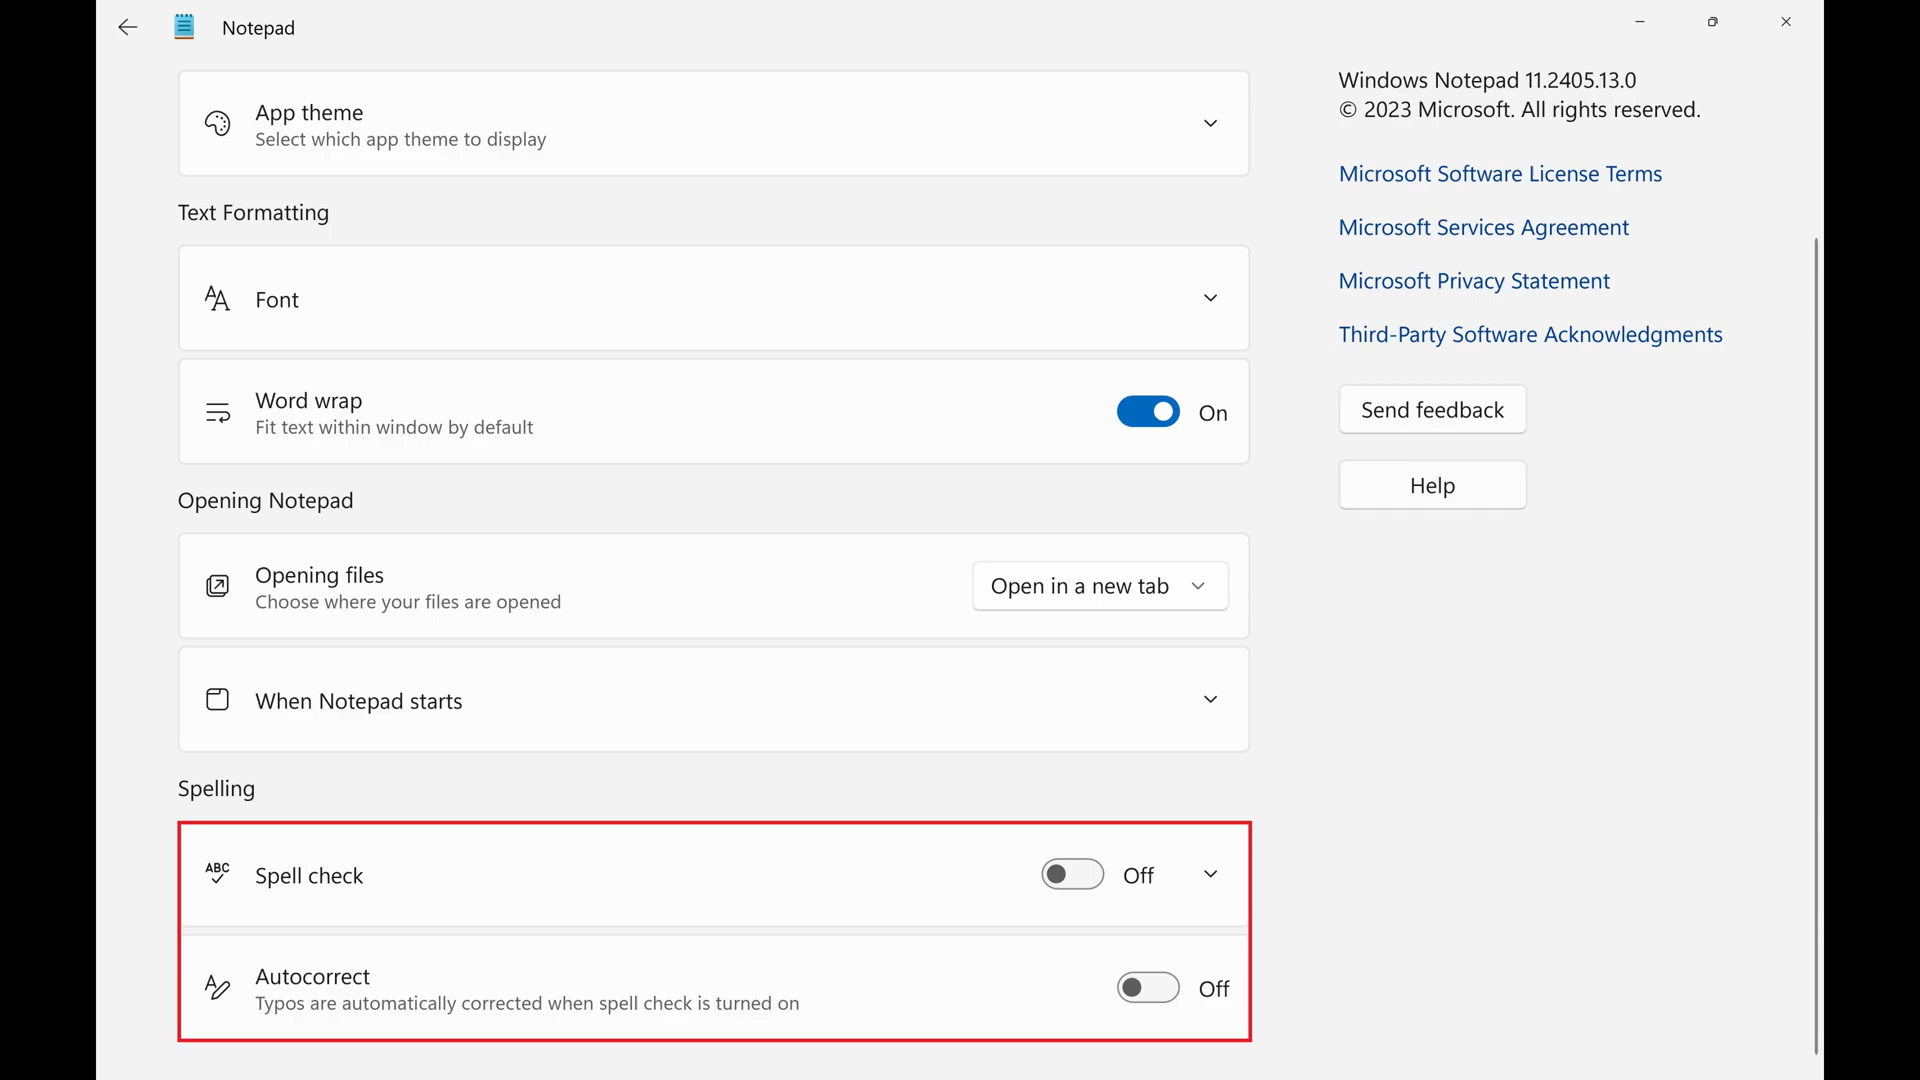 Notepad
App theme
Select which app theme to display
Text Formatting
Font
Word wrap
Fit text within window by default
On
Opening Notepad
Opening files
Choose where your files are opened
Open in a new tab
When Notepad starts
Spelling
ABC
Spell check
Off
Autocorrect
Typos are automatically corrected when spell check is turned on
Off
Windows Notepad 11.2405.13.0
© 2023 Microsoft. All rights reserved.
Microsoft Software License Terms
Microsoft Services Agreement
Microsoft Privacy Statement
Third-Party Software Acknowledgments
Send feedback
Help